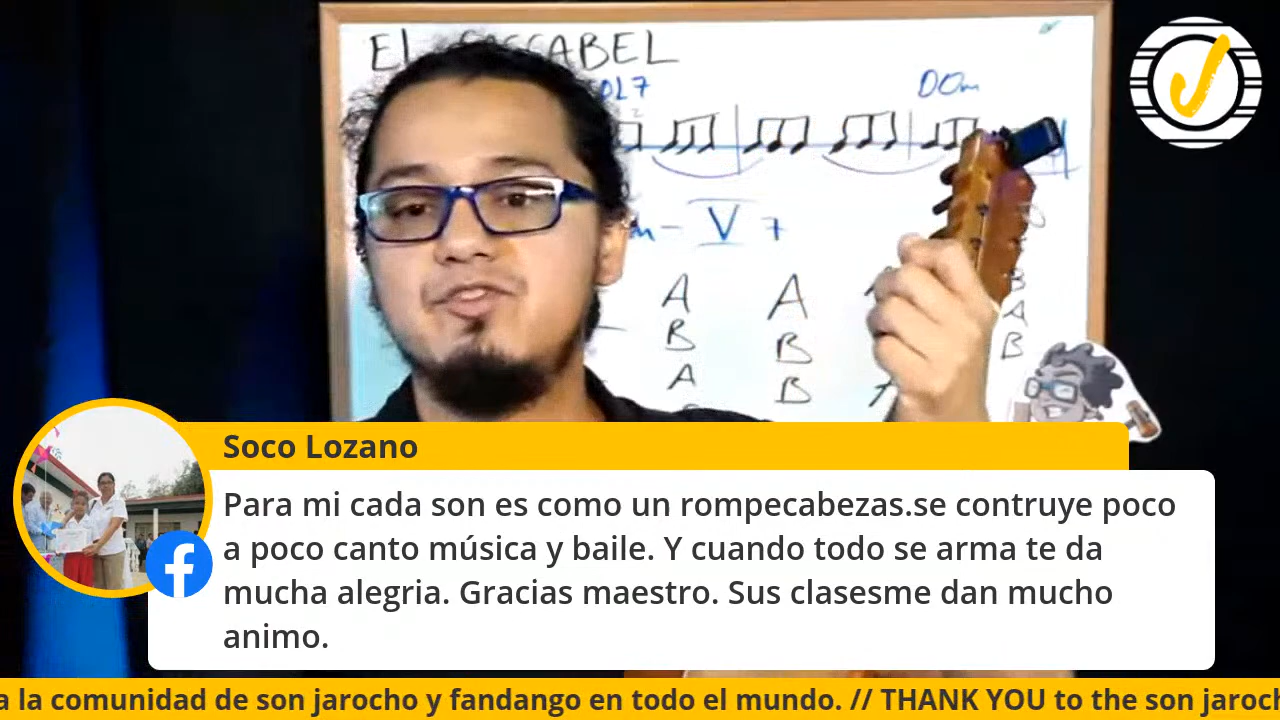 EL CASCABEL
DOm
V 7
A A
B B B
A
A B B
Soco Lozano
Para mi cada son es como un rompecabezas.se contruye poco
a poco canto música y baile. Y cuando todo se arma te da
mucha alegria. Gracias maestro. Sus clasesme dan mucho
animo.
a la comunidad de son jarocho y fandango en todo el mundo. // THANK YOU to the son jaroch